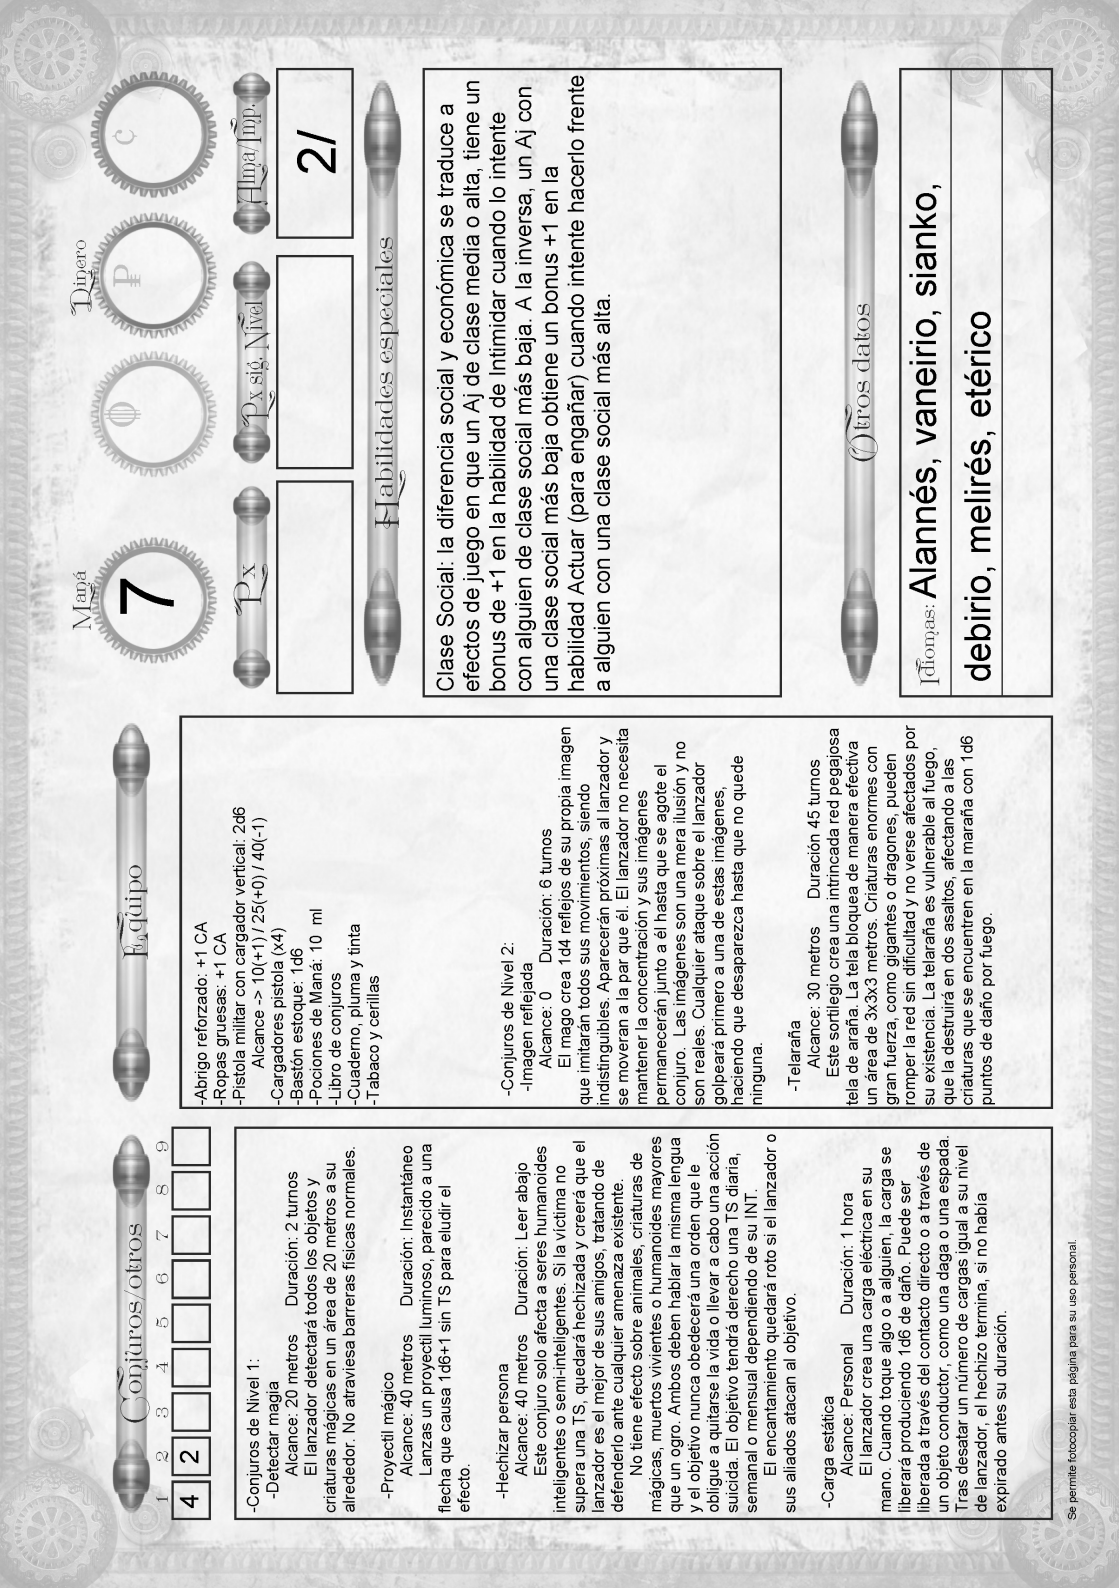 Conjuros/otros
1 2 3 4 5 6 7 8 9
4 2
-Conjuros de Nivel 1:
-Detectar magia
Alcance: 20 metros Duración: 2 turnos
El lanzador detectará todos los objetos y
criaturas mágicas en un área de 20 metros a su
alrededor. No atraviesa barreras físicas normales.
-Proyectil mágico
Alcance: 40 metros Duración: Instantáneo
Lanzas un proyectil luminoso, parecido a una
flecha que causa 1d6+1 sin TS para eludir el
efecto.
-Hechizar persona
Alcance: 40 metros Duración: Leer abajo
Este conjuro solo afecta a seres humanoides
inteligentes o semi-inteligentes. Si la víctima no
supera una TS, quedará hechizada y creerá que el
lanzador es el mejor de sus amigos, tratando de
defenderlo ante cualquier amenaza existente.
No tiene efecto sobre animales, criaturas de
mágicas, muertos vivientes o humanoides mayores
que un ogro. Ambos deben hablar la misma lengua
y el objetivo nunca obedecerá una orden que le
obligue a quitarse la vida o llevar a cabo una acción
suicida. El objetivo tendrá derecho una TS diaria,
semanal o mensual dependiendo de su INT.
El encantamiento quedará roto si el lanzador o
sus aliados atacan al objetivo.
-Carga estática
Alcance: Personal Duración: 1 hora
El lanzador crea una carga eléctrica en su
mano. Cuando toque algo o a alguien, la carga se
liberará produciendo 1d6 de daño. Puede ser
liberada a través del contacto directo o a través de
un objeto conductor, como una daga o una espada.
Tras desatar un número de cargas igual a su nivel
de lanzador, el hechizo termina, si no había
expirado antes su duración.
Se permite fotocopiar esta página para su uso personal.
Equipo
-Abrigo reforzado: +1 CA
-Ropas gruesas: +1 CA
-Pistola militar con cargador vertical: 2d6
Alcance -> 10(+1) / 25(+0) / 40(-1)
-Cargadores pistola (x4)
-Bastón estoque: 1d6
-Pociones de Maná: 10 ml
-Libro de conjuros
-Cuaderno, pluma y tinta
-Tabaco y cerillas
-Conjuros de Nivel 2:
-Imagen reflejada
Alcance: 0 Duración: 6 turnos
El mago crea 1d4 reflejos de su propia imagen
que imitarán todos sus movimientos, siendo
indistinguibles. Aparecerán próximas al lanzador y
se moveran a la par que él. El lanzador no necesita
mantener la concentración y sus imágenes
permanecerán junto a él hasta que se agote el
conjuro. Las imágenes son una mera ilusión y no
son reales. Cualquier ataque sobre el lanzador
golpeará primero a una de estas imágenes,
haciendo que desaparezca hasta que no quede
ninguna.
-Telaraña
Alcance: 30 metros Duración 45 turnos
Este sortilegio crea una intrincada red pegajosa
tela de araña. La tela bloquea de manera efectiva
un área de 3x3x3 metros. Criaturas enormes con
gran fuerza, como gigantes o dragones, pueden
romper la red sin dificultad y no verse afectados por
su existencia. La telaraña es vulnerable al fuego,
que la destruirá en dos asaltos, afectando a las
criaturas que se encuentren en la maraña con 1d6
puntos de daño por fuego.
Maná
7
Dinero
O P C
Px
Px sig. Nivel
Alma/Imp.
2/
Habilidades especiales
Clase Social: la diferencia social y económica se traduce a
efectos de juego en que un Aj de clase media o alta, tiene un
bonus de +1 en la habilidad de Intimidar cuando lo intente
con alguien de clase social más baja. A la inversa, un Aj con
una clase social más baja obtiene un bonus +1 en la
habilidad Actuar (para engañar) cuando intente hacerlo frente
a alguien con una clase social más alta.
Otros datos
Idiomas: Alannés, vaneirio, sianko,
debirio, melirés, etérico